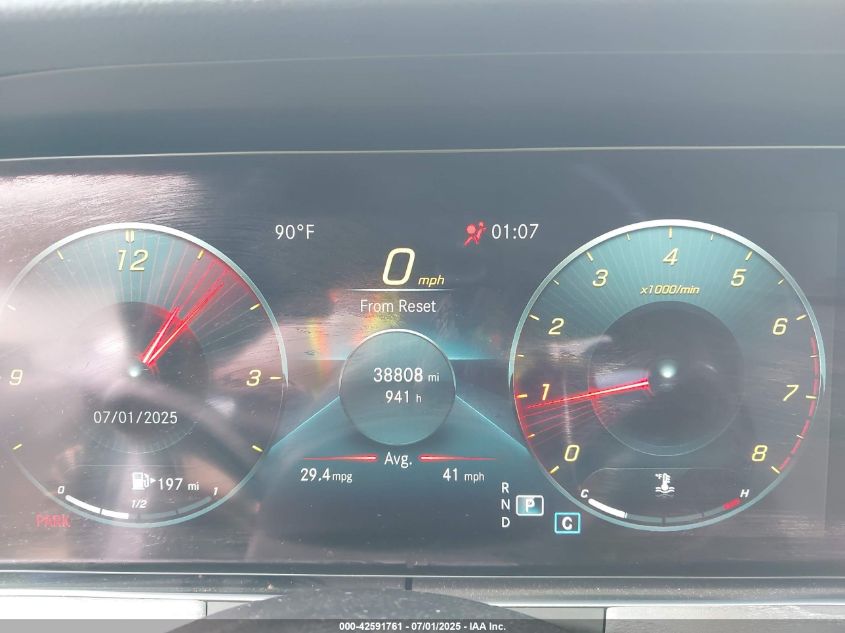 90°F
01:07
0 mph
From Reset
38808 mi
941 h
Avg.
29.4 mpg
41 mph
12
3
9
07/01/2025
197 mi
0
1/2
1
PARK
R
N
P
D
C
x1000/min
0
1
2
3
4
5
6
7
8
°F
C
H
000-42591761 - 07/01/2025 - IAA Inc.